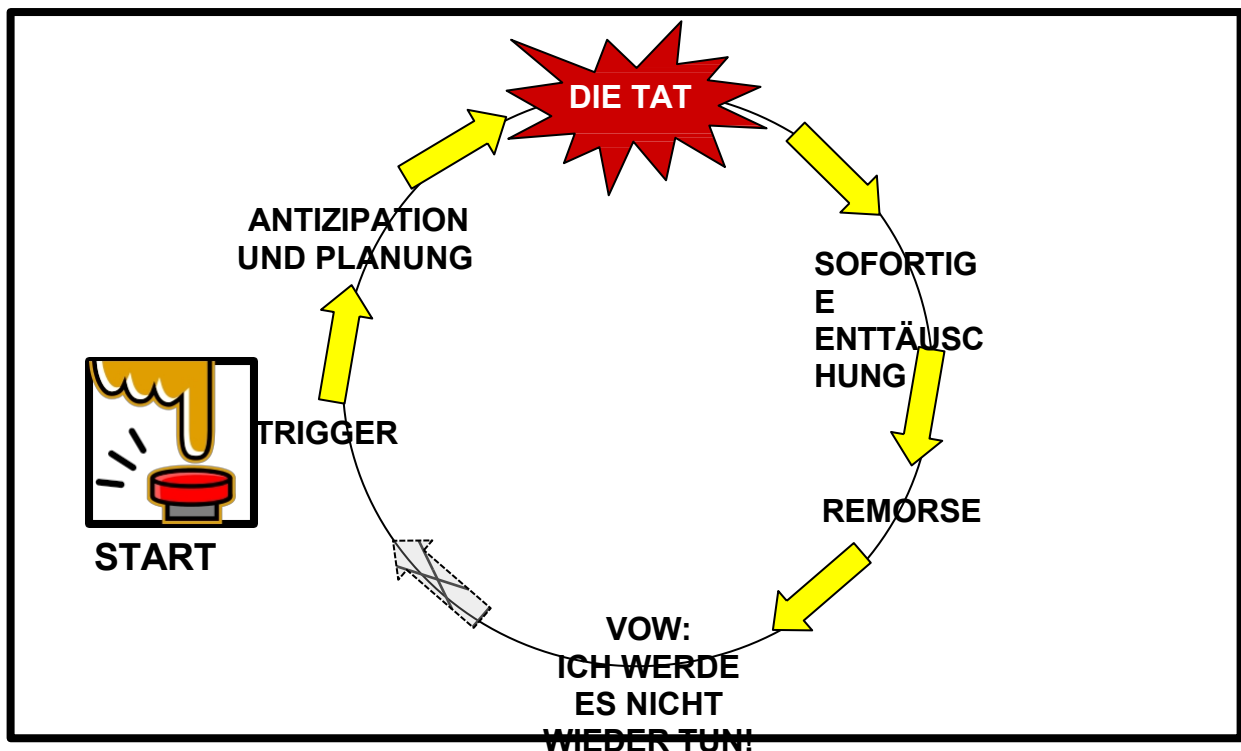 DIE TAT
ANTIZIPATION
UND PLANUNG
SOFORTIG
E
ENTTÄUSC
HUNG
TRIGGER
REMORSE
START
VOW:
ICH WERDE
ES NICHT
WIEDER TUN!